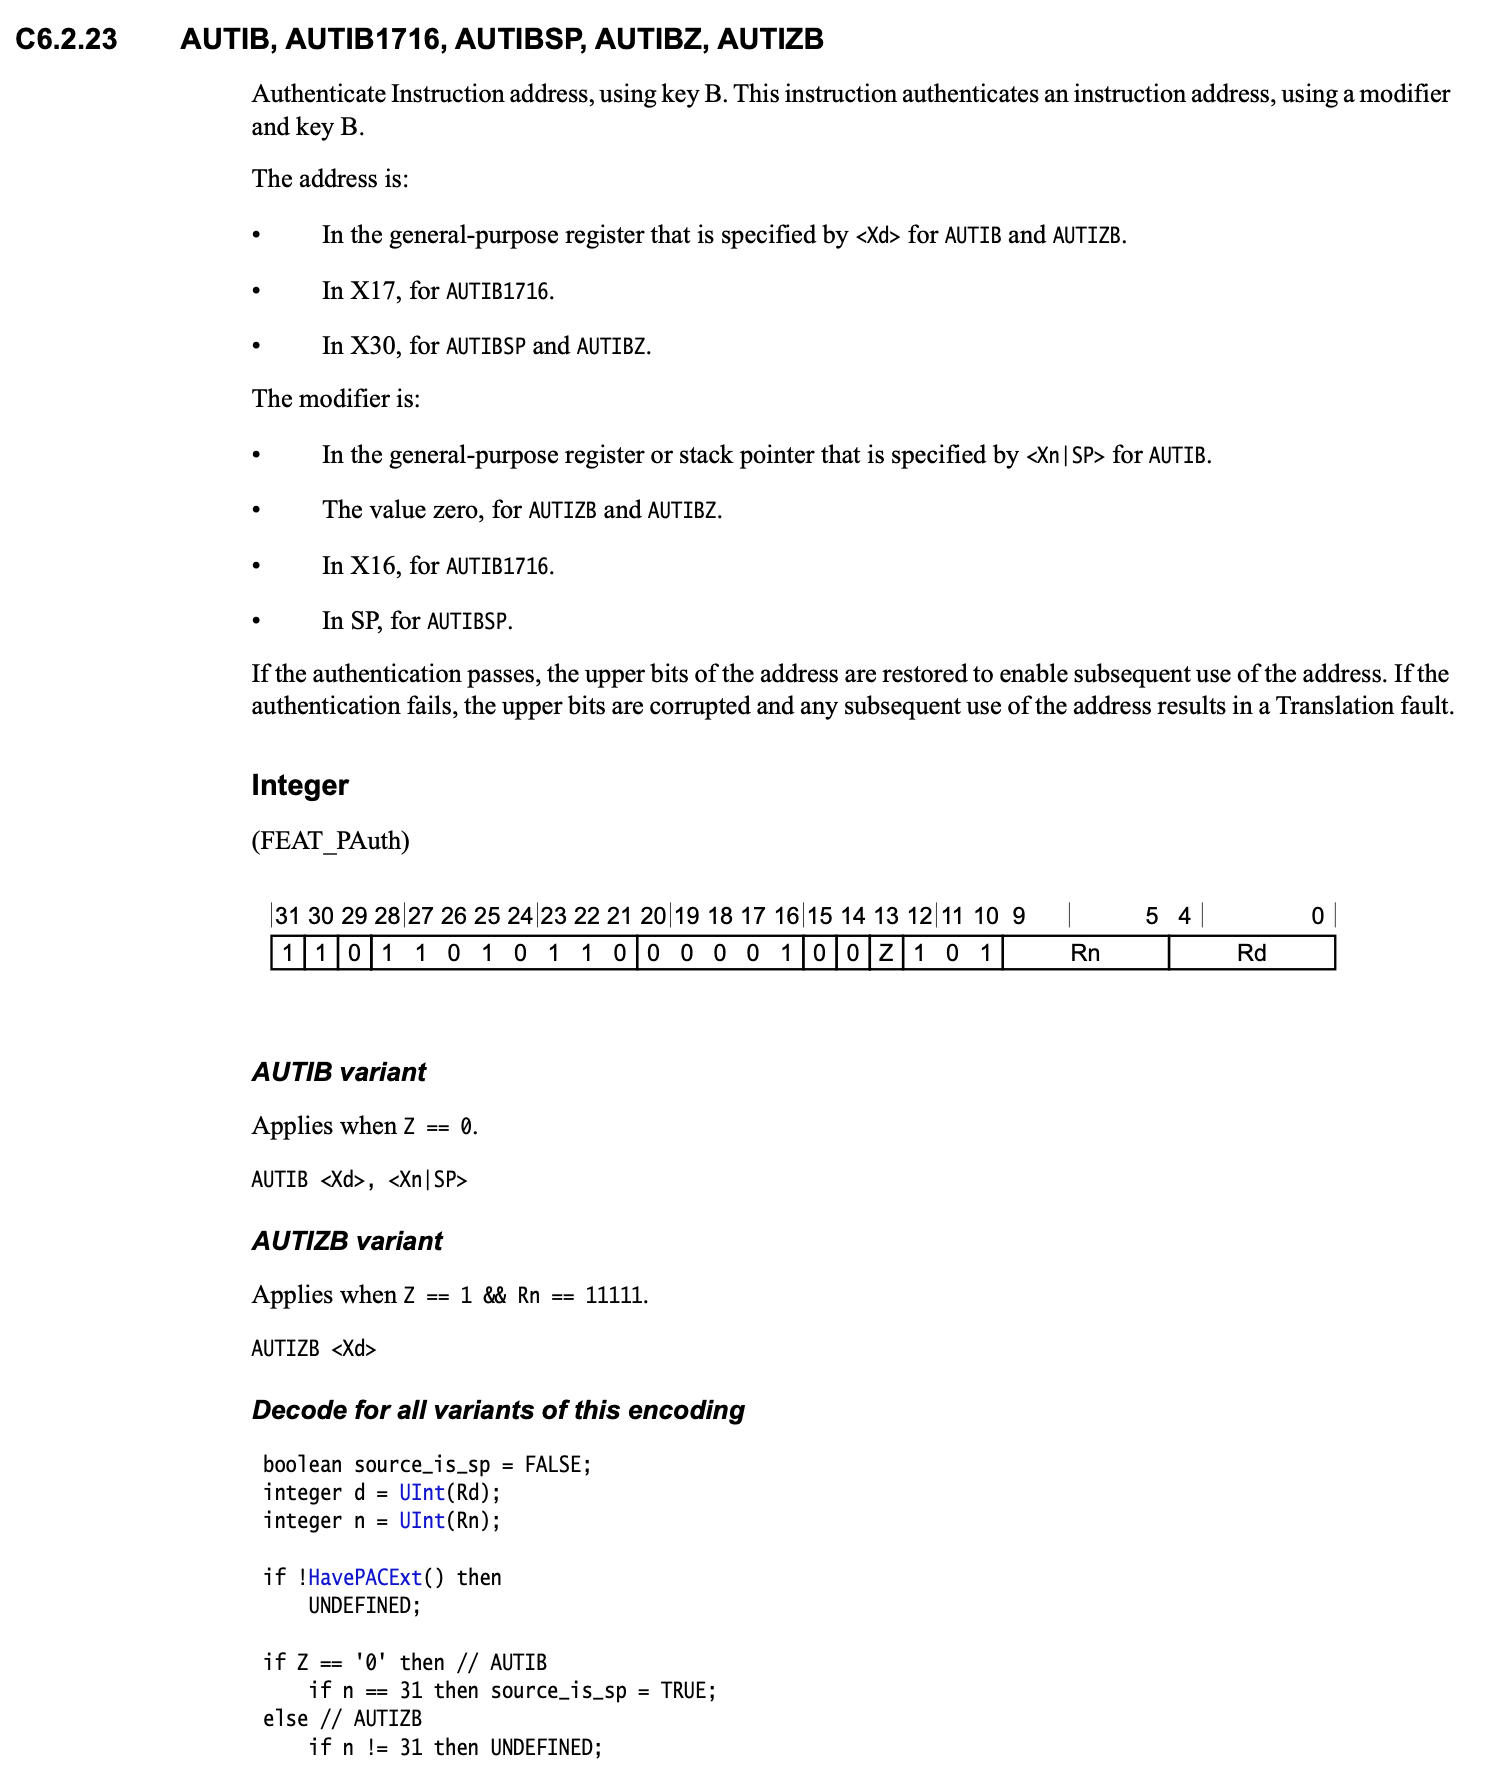 C6.2.23 AUTIB, AUTIB1716, AUTIBSP, AUTIBZ, AUTIZB
Authenticate Instruction address, using key B. This instruction authenticates an instruction address, using a modifier
and key B.
The address is:
• In the general-purpose register that is specified by <Xd> for AUTIB and AUTIZB.
• In X17, for AUTIB1716.
• In X30, for AUTIBSP and AUTIBZ.
The modifier is:
• In the general-purpose register or stack pointer that is specified by <Xn|SP> for AUTIB.
• The value zero, for AUTIZB and AUTIBZ.
• In X16, for AUTIB1716.
• In SP, for AUTIBSP.
If the authentication passes, the upper bits of the address are restored to enable subsequent use of the address. If the
authentication fails, the upper bits are corrupted and any subsequent use of the address results in a Translation fault.
Integer
(FEAT_PAuth)
|31 30 29 28|27 26 25 24|23 22 21 20|19 18 17 16|15 14 13 12|11 10 9 | 5 4 | 0|
1 1 0 1 1 0 1 0 1 1 0 0 0 0 0 1 0 0 Z 1 0 1 Rn Rd
AUTIB variant
Applies when Z == 0.
AUTIB <Xd>, <Xn|SP>
AUTIZB variant
Applies when Z == 1 && Rn == 11111.
AUTIZB <Xd>
Decode for all variants of this encoding
boolean source_is_sp = FALSE;
integer d = UInt(Rd);
integer n = UInt(Rn);
if !HavePACExt() then
UNDEFINED;
if Z == '0' then // AUTIB
if n == 31 then source_is_sp = TRUE;
else // AUTIZB
if n != 31 then UNDEFINED;